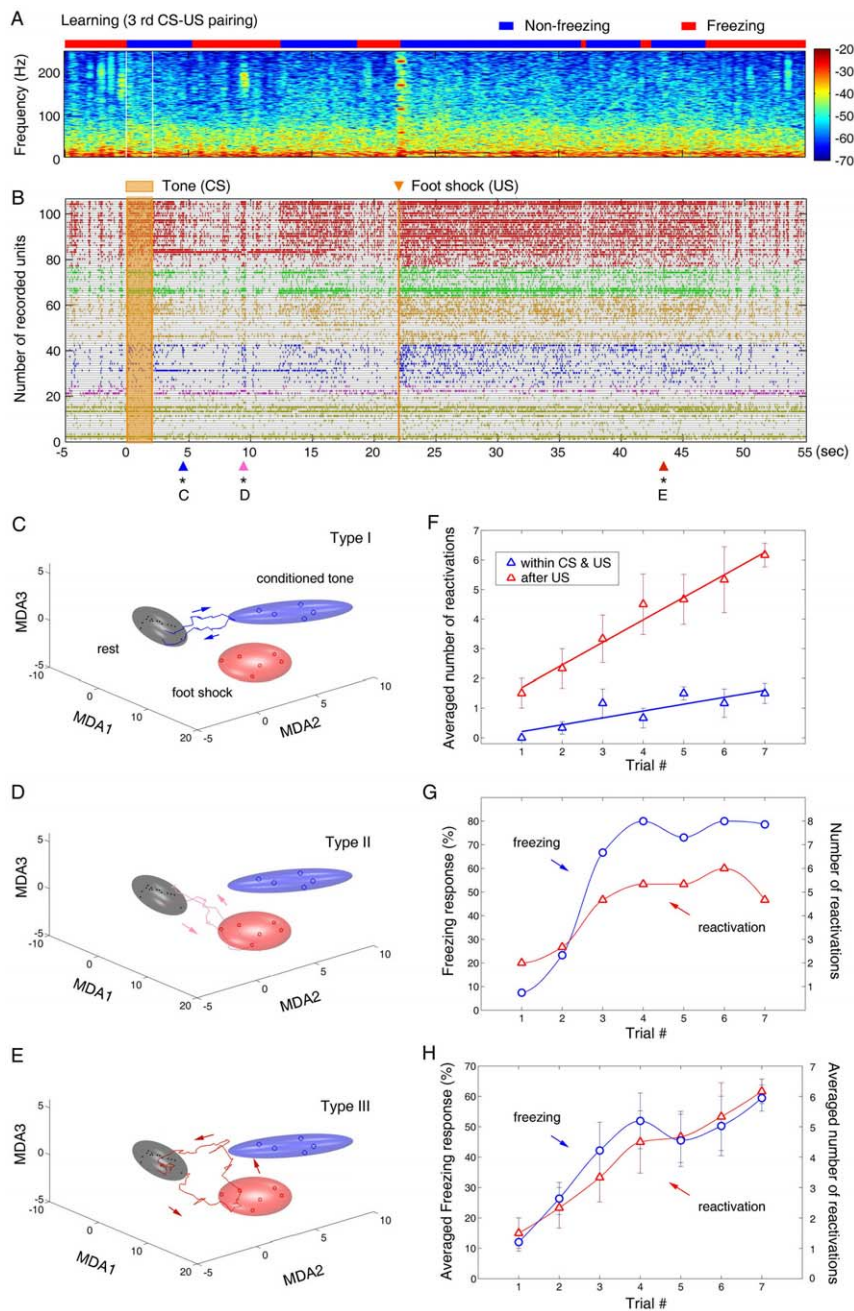 A
Learning (3 rd CS-US pairing)
Non-freezing
Freezing
Frequency (Hz)
200
100
0
-20
-30
-40
-50
-60
-70
Tone (CS)
Foot shock (US)
B
Number of recorded units
100
80
60
40
20
0
-5 0 5 10 15 20 25 30 35 40 45 50 55 (sec)
* * *
C D E
C
Type I
conditioned tone
rest
foot shock
MDA3
5
0
-5
-10 0 10 20
MDA1
-5 0 5 10
MDA2
D
Type II
MDA3
5
0
-5
-10 0 10 20
MDA1
-5 0 5 10
MDA2
E
Type III
MDA3
5
0
-5
-10 0 10 20
MDA1
-5 0 5 10
MDA2
F
Averaged number of reactivations
7
6
5
4
3
2
1
0
within CS & US
after US
1 2 3 4 5 6 7
Trial #
G
Freezing response (%)
90
80
70
60
50
40
30
20
10
0
freezing
reactivation
Number of reactivations
8
7
6
5
4
3
2
1
1 2 3 4 5 6 7
Trial #
H
Averaged Freezing response (%)
70
60
50
40
30
20
10
0
freezing
reactivation
Averaged number of reactivations
7
6
5
4
3
2
1
0
1 2 3 4 5 6 7
Trial #